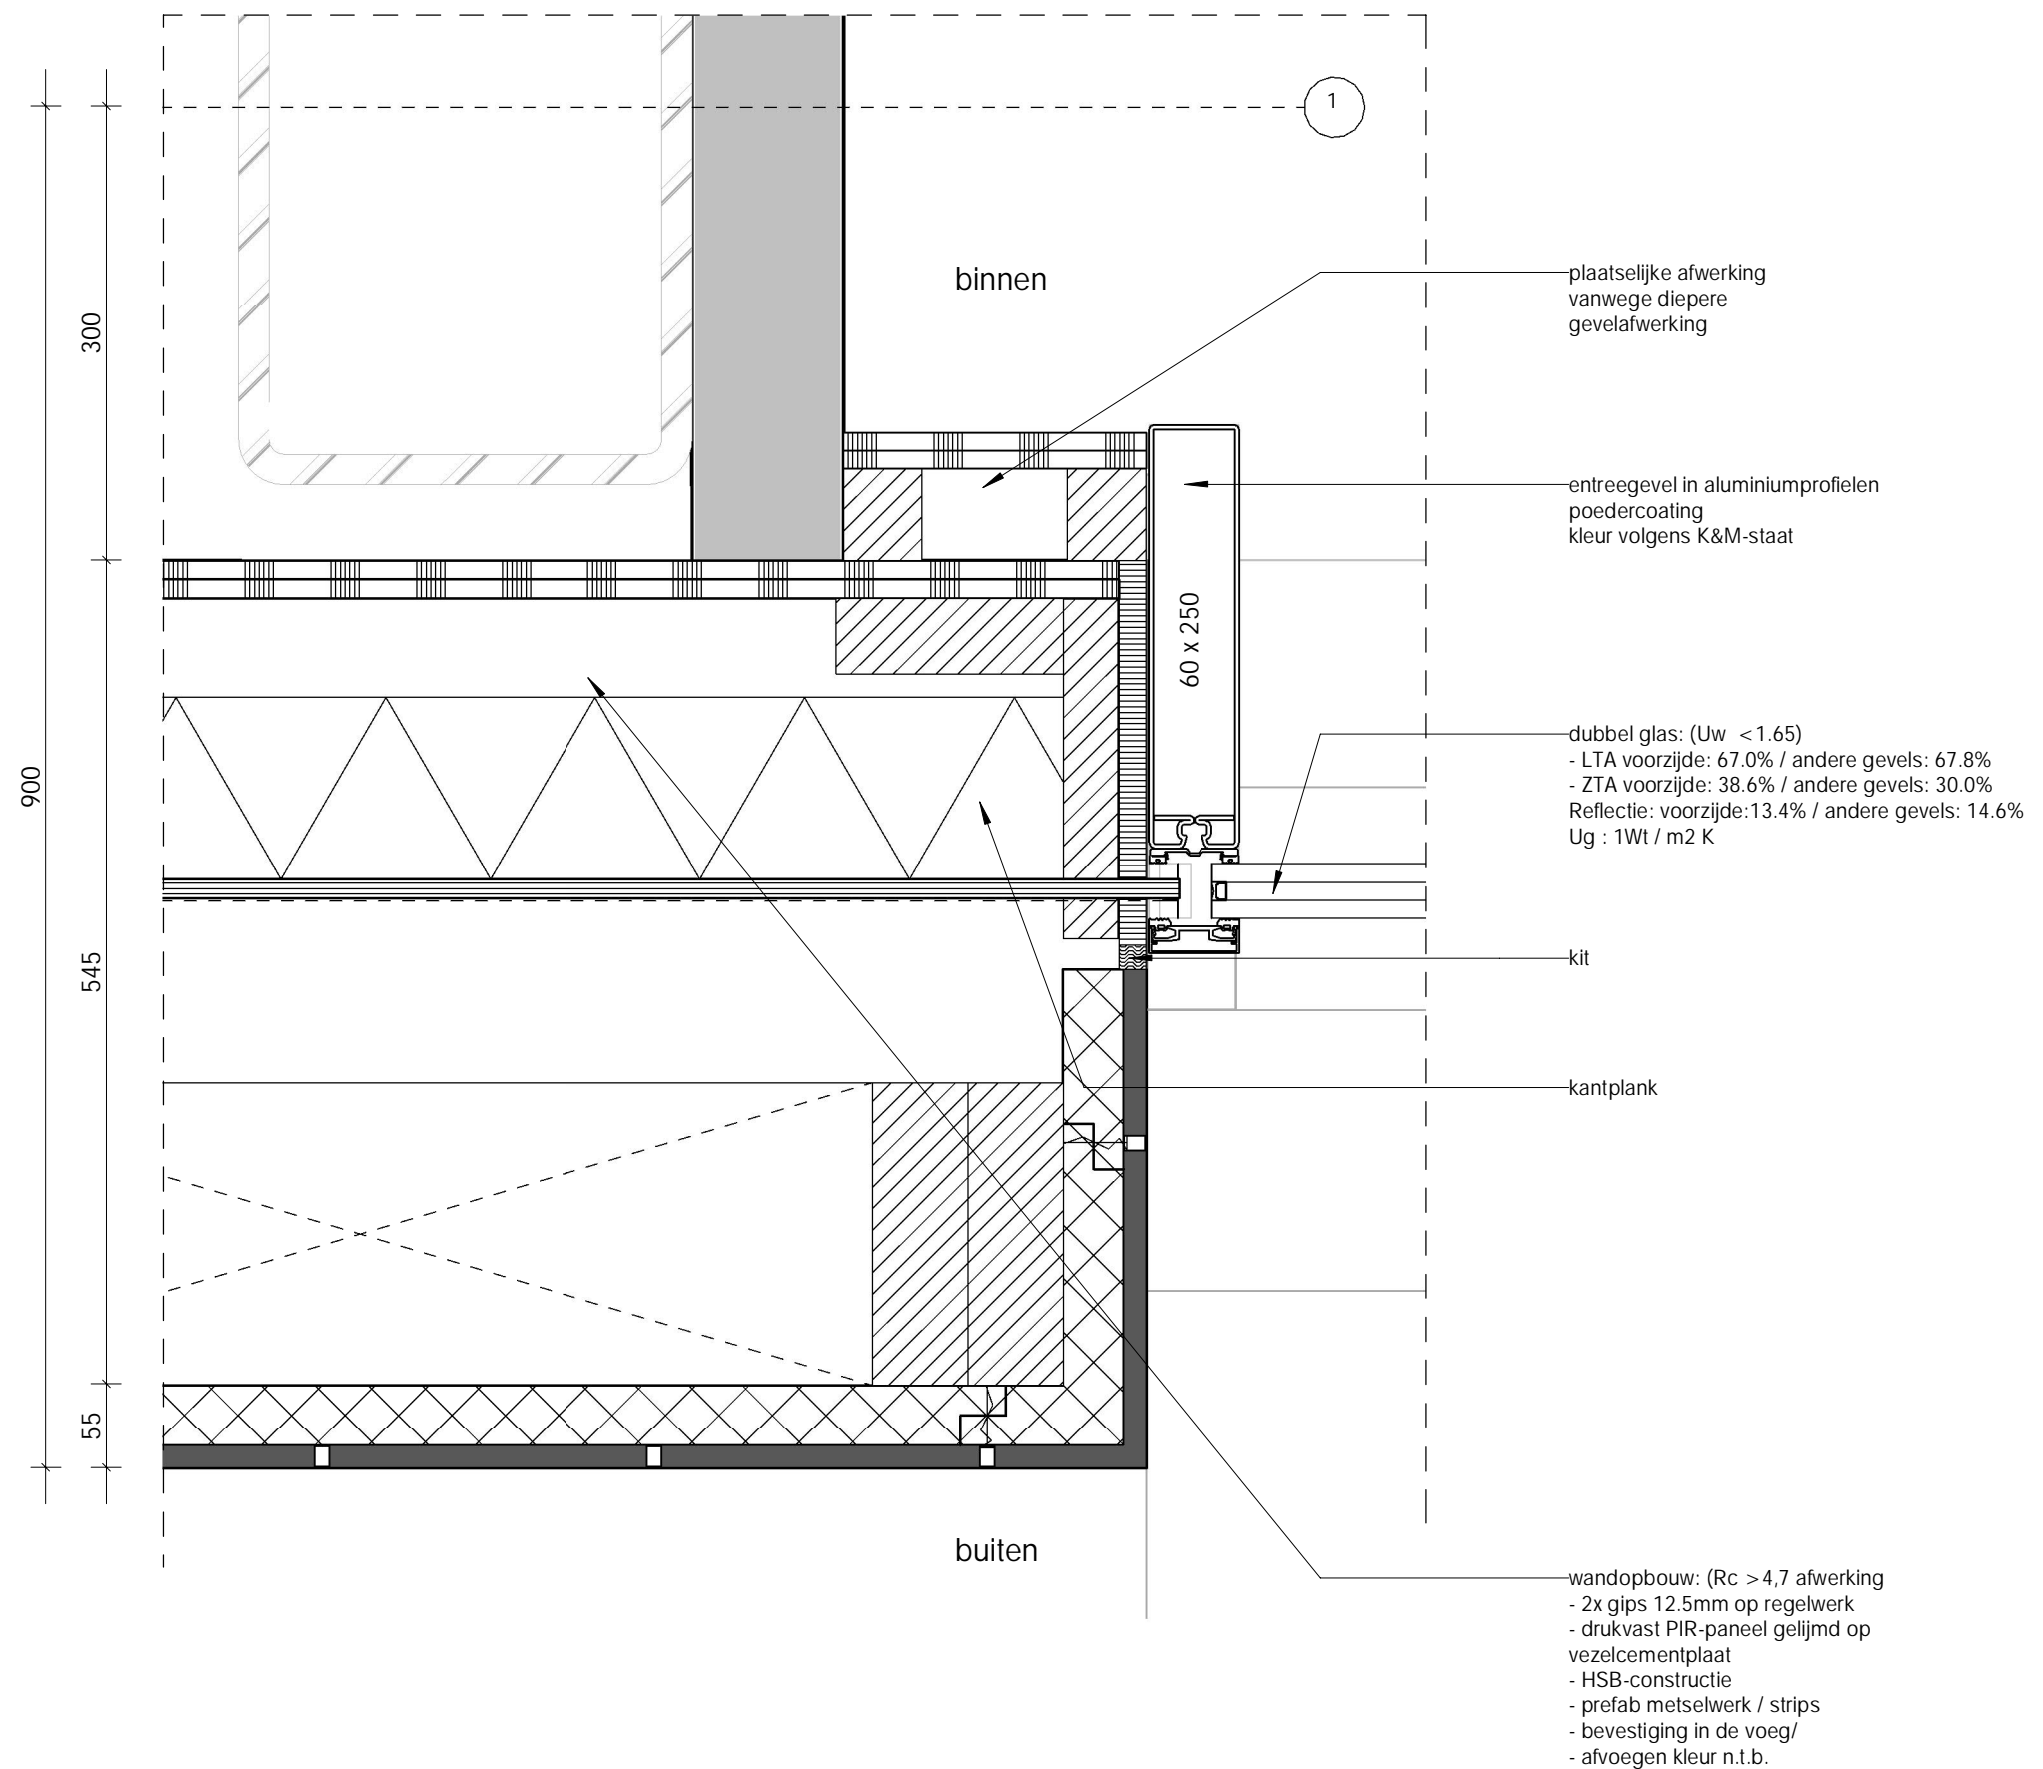 1
binnen
plaatselijke afwerking
vanwege diepere
gevelafwerking
300
entreegevel in aluminiumprofielen
poedercoating
kleur volgens K&M-staat
60 x 250
dubbel glas: (Uw <1.65)
- LTA voorzijde: 67.0% / andere gevels: 67.8%
- ZTA voorzijde: 38.6% / andere gevels: 30.0%
Reflectie: voorzijde:13.4% / andere gevels: 14.6%
Ug : 1Wt / m2 K
900
545
kit
kantplank
55
buiten
wandopbouw: (Rc >4,7 afwerking
- 2x gips 12.5mm op regelwerk
- drukvast PIR-paneel gelijmd op
vezelcementplaat
- HSB-constructie
- prefab metselwerk / strips
- bevestiging in de voeg/
- afvoegen kleur n.t.b.